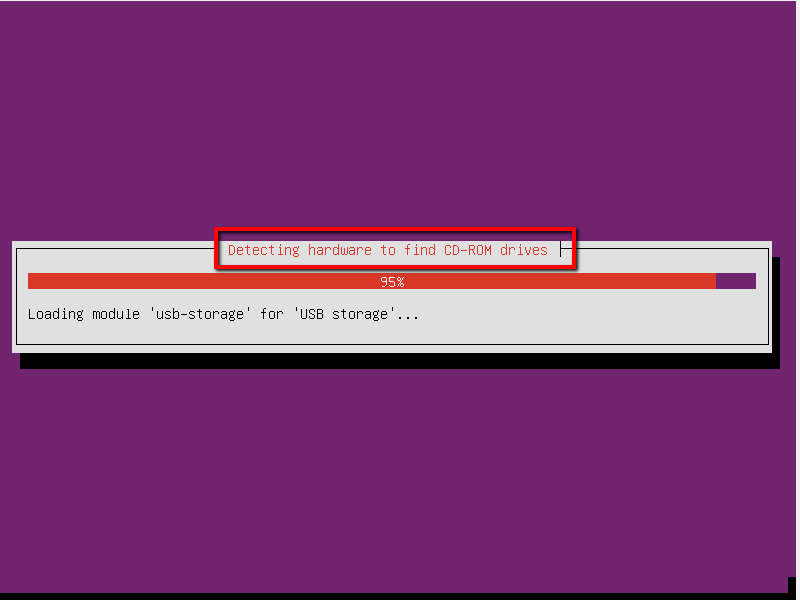 Detecting hardware to find CD-ROM drives
95%
Loading module 'usb-storage' for 'USB storage'...